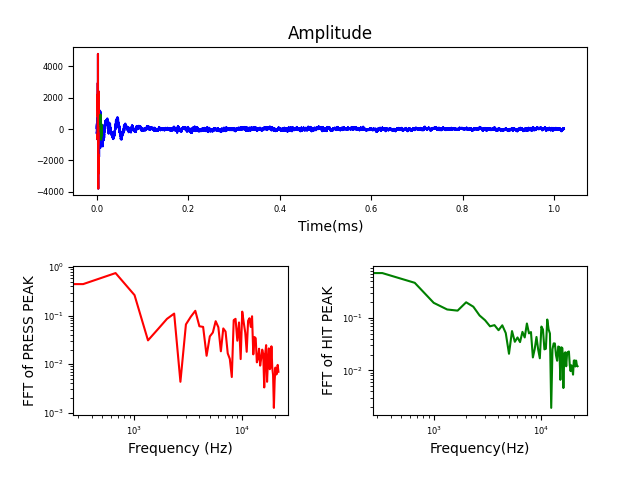 Amplitude
4000
2000
0
−2000
−4000
0.0 0.2 0.4 0.6 0.8 1.0
Time(ms)
FFT of PRESS PEAK
10⁰
10⁻¹
10⁻²
10⁻³
10³ 10⁴
Frequency (Hz)
FFT of HIT PEAK
10⁻¹
10⁻²
10³ 10⁴
Frequency(Hz)